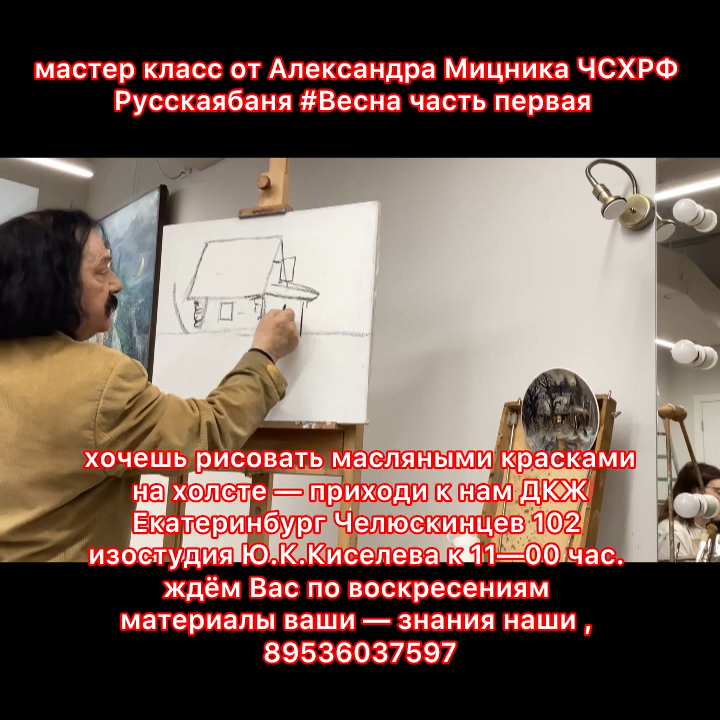 мастер класс от Александра Мицника ЧСХРФ
Русскаябаня #Весна часть первая
хочешь рисовать масляными красками
на холсте — приходи к нам ДКЖ
Екатеринбург Челюскинцев 102
изостудия Ю.К.Киселева к 11—00 час.
ждём Вас по воскресениям
материалы ваши — знания наши ,
89536037597